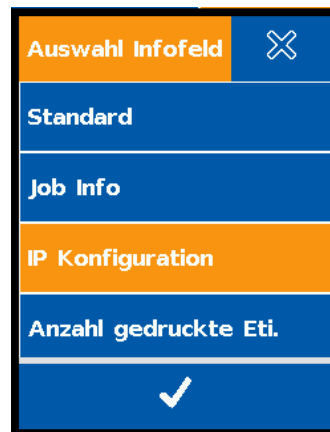 Auswahl Infofeld
Standard
Job Info
IP Konfiguration
Anzahl gedruckte Eti.